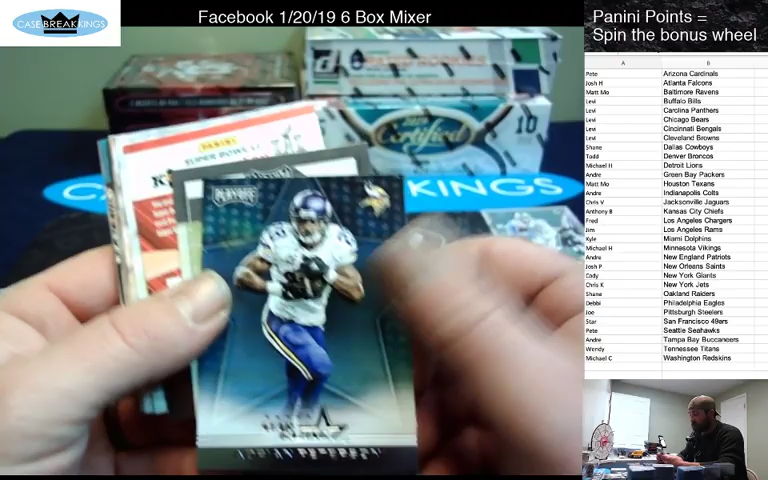 CASE BREAK KINGS
Facebook 1/20/19 6 Box Mixer
Panini Points =
Spin the bonus wheel
A B
Pete Arizona Cardinals
Josh H Atlanta Falcons
Matt Mo Baltimore Ravens
Levi Buffalo Bills
Levi Carolina Panthers
Levi Chicago Bears
Levi Cincinnati Bengals
Levi Cleveland Browns
Shane Dallas Cowboys
Todd Denver Broncos
Michael H Detroit Lions
Andre Green Bay Packers
Matt Mo Houston Texans
Andre Indianapolis Colts
Chris V Jacksonville Jaguars
Anthony B Kansas City Chiefs
Fred Los Angeles Chargers
Jim Los Angeles Rams
Kyle Miami Dolphins
Michael H Minnesota Vikings
Andre New England Patriots
Josh P New Orleans Saints
Cody New York Giants
Chris K New York Jets
Shane Oakland Raiders
Debbi Philadelphia Eagles
Joe Pittsburgh Steelers
Star San Francisco 49ers
Pete Seattle Seahawks
Andre Tampa Bay Buccaneers
Wendy Tennessee Titans
Michael C Washington Redskins
Certified
10
PANINI
SUPER BOWL
PLAYOFF
KINGS